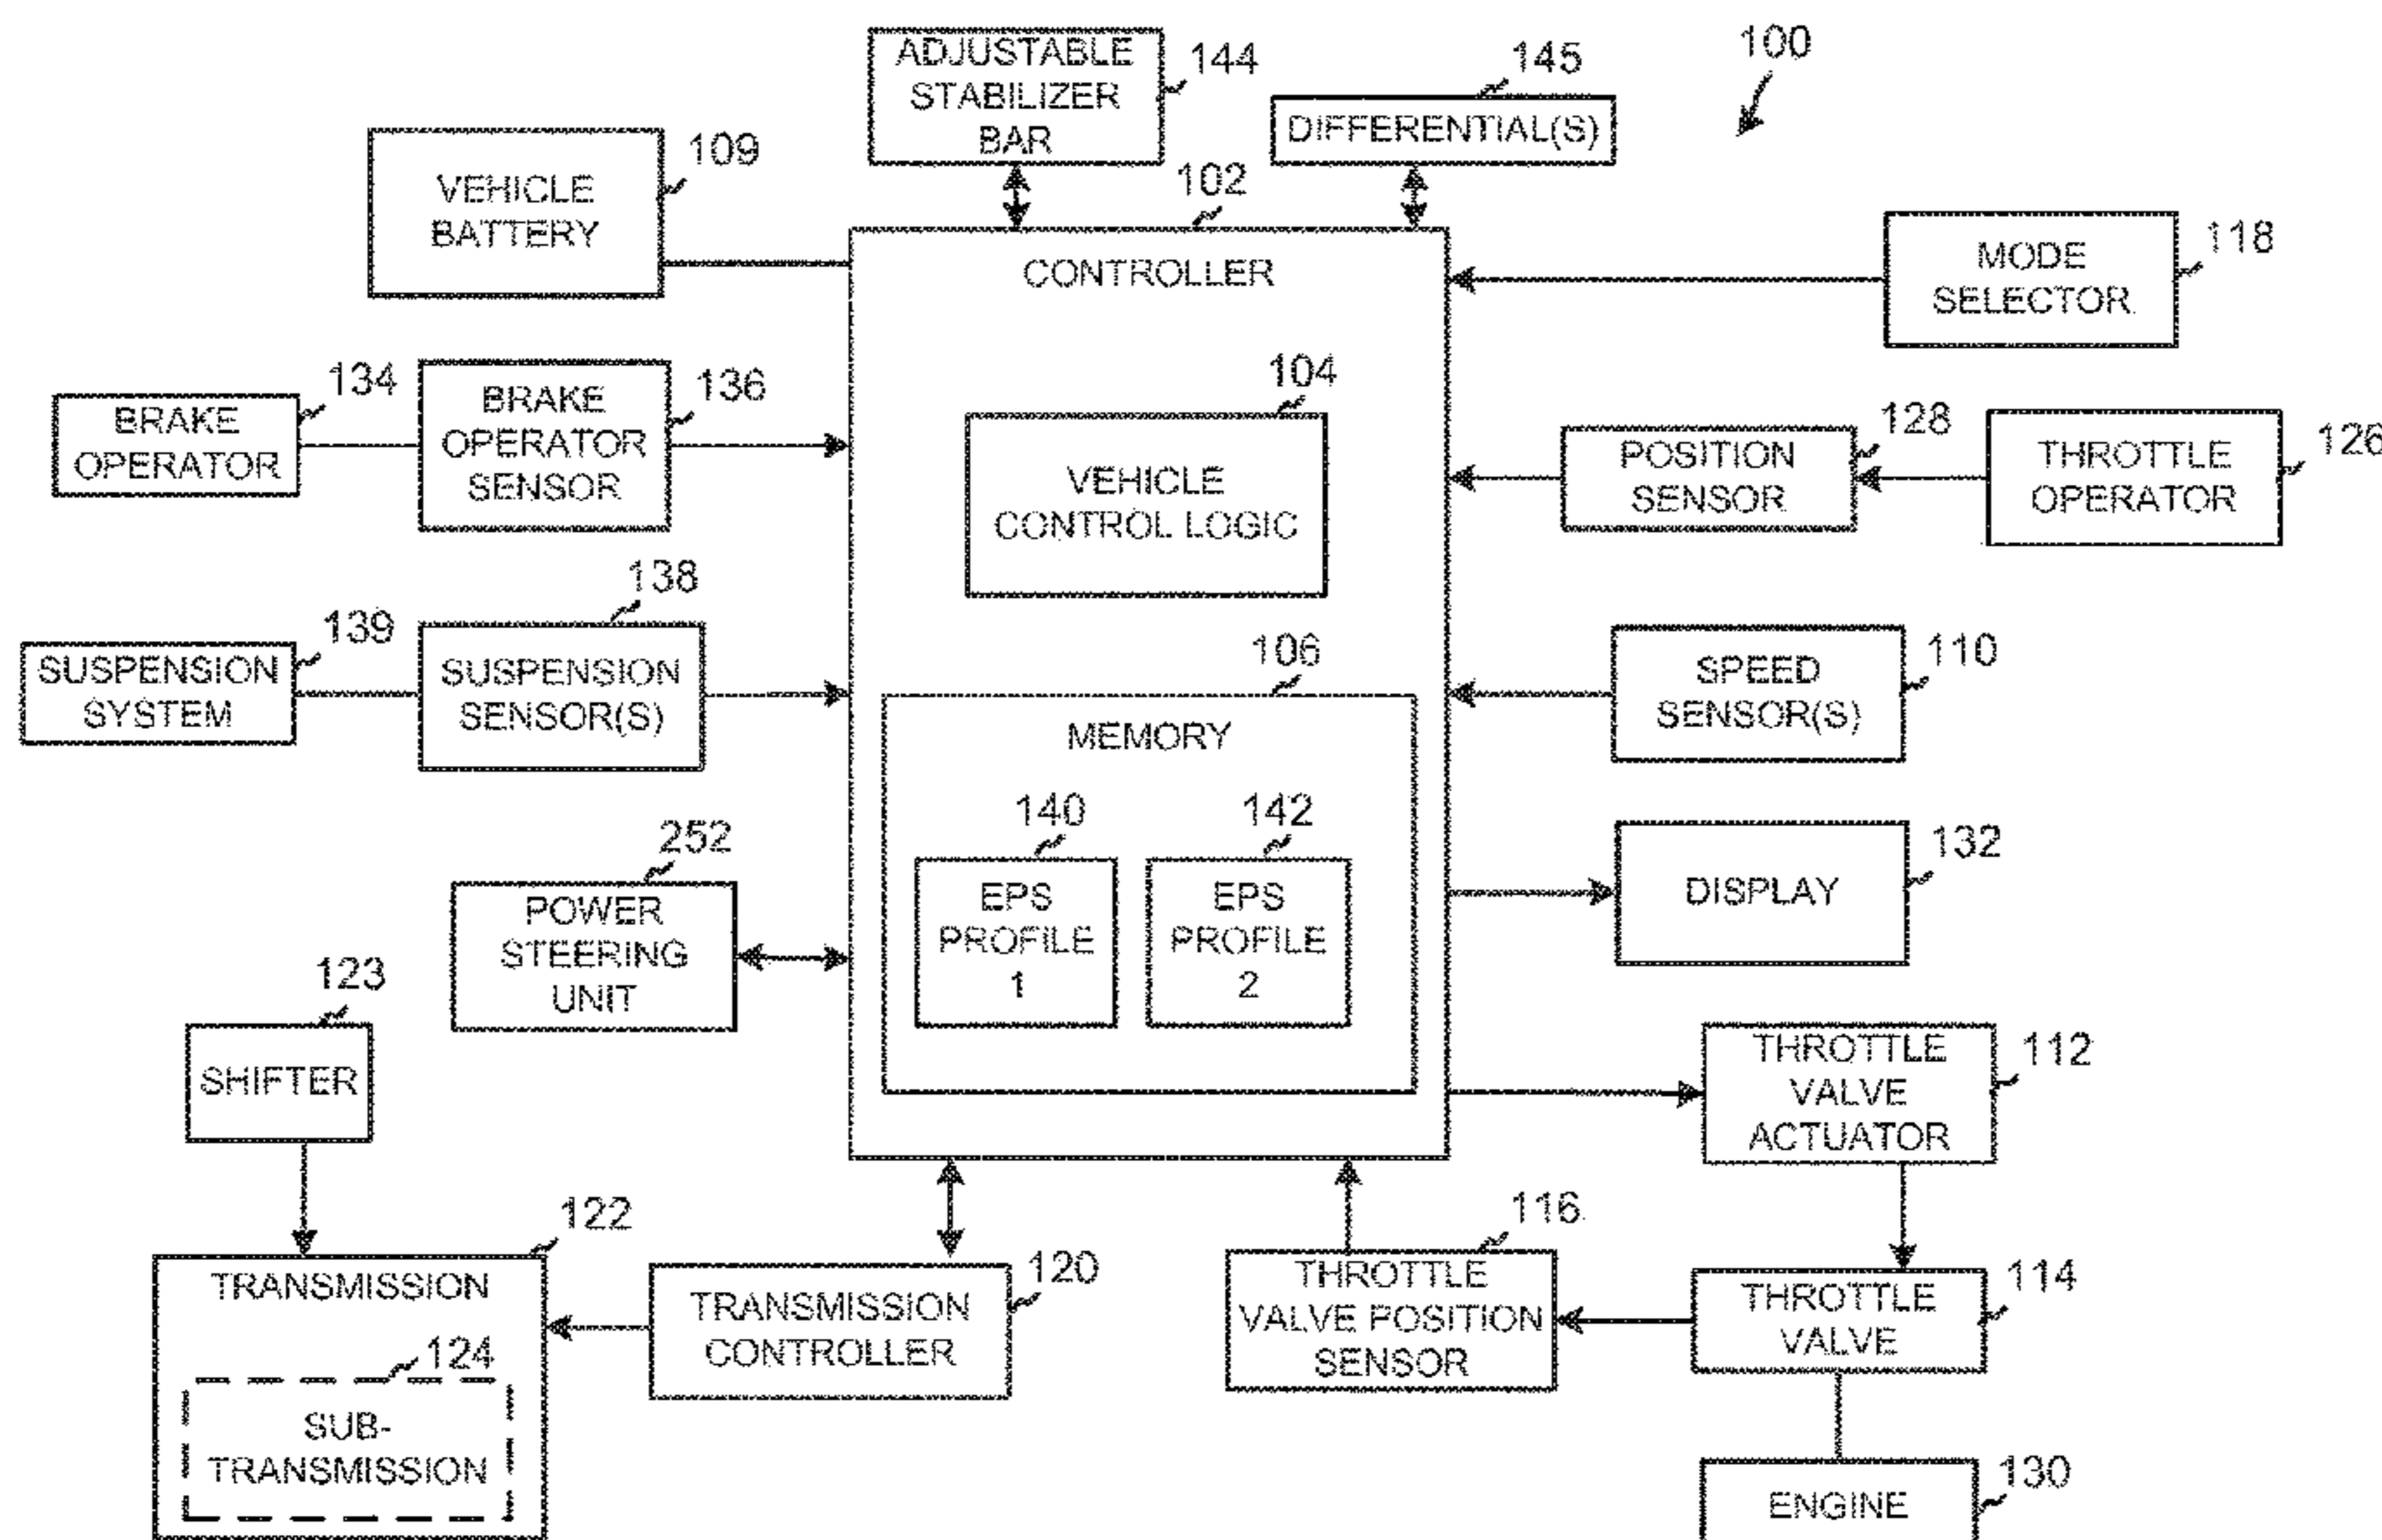 100
ADJUSTABLE
STABILIZER
BAR
144
145
DIFFERENTIAL(S)
VEHICLE
BATTERY
109
102
CONTROLLER
MODE
SELECTOR
118
BRAKE
OPERATOR
134
BRAKE
OPERATOR
SENSOR
136
104
VEHICLE
CONTROL LOGIC
POSITION
SENSOR
128
THROTTLE
OPERATOR
126
SUSPENSION
SYSTEM
139
138
SUSPENSION
SENSOR(S)
106
MEMORY
SPEED
SENSOR(S)
110
140
EPS
PROFILE
1
142
EPS
PROFILE
2
252
POWER
STEERING
UNIT
DISPLAY
132
123
SHIFTER
THROTTLE
VALVE
ACTUATOR
112
122
TRANSMISSION
124
SUB-
TRANSMISSION
TRANSMISSION
CONTROLLER
120
116
THROTTLE
VALVE POSITION
SENSOR
THROTTLE
VALVE
114
ENGINE
130